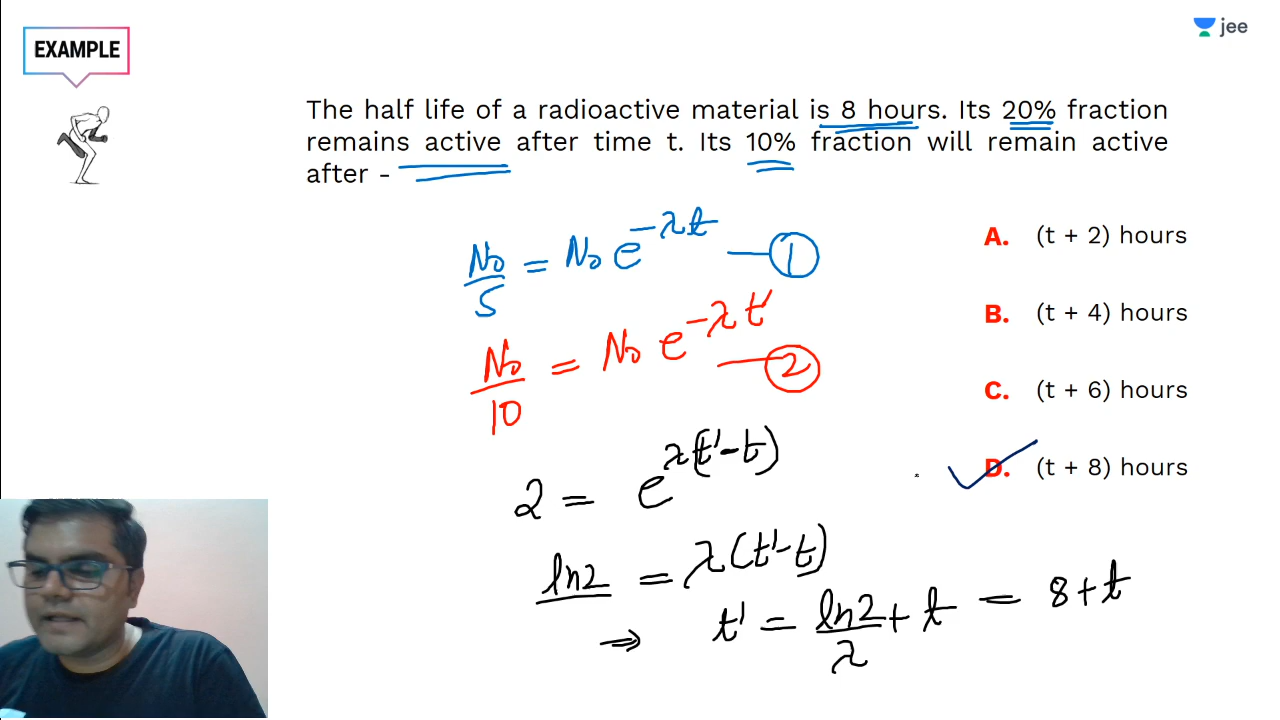 EXAMPLE
jee
The half life of a radioactive material is 8 hours. Its 20% fraction
remains active after time t. Its 10% fraction will remain active
after -
N₀/5 = N₀ e^(-λt) — 1
N₀/10 = N₀ e^(-λt') — 2
2 = e^(λ(t'-t))
ln2 = λ(t'-t)
⇒ t' = ln2/λ + t = 8+t
A. (t + 2) hours
B. (t + 4) hours
C. (t + 6) hours
D. (t + 8) hours